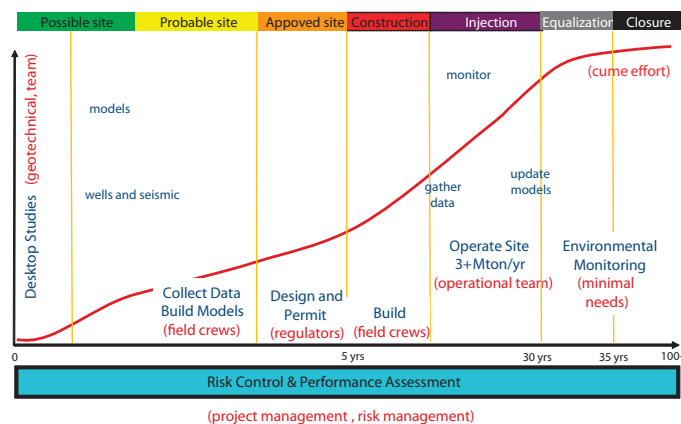 Possible site
Probable site
Appoved site
Construction
Injection
Equalization
Closure
Desktop Studies (geotechnical, team)
models
wells and seismic
monitor
(cume effort)
gather
data
update
models
Collect Data
Build Models
(field crews)
Design and
Permit
(regulators)
Build
(field crews)
Operate Site
3+Mton/yr
(operational team)
Environmental
Monitoring
(minimal
needs)
0
5 yrs
30 yrs
35 yrs
100+
Risk Control & Performance Assessment
(project management , risk management)